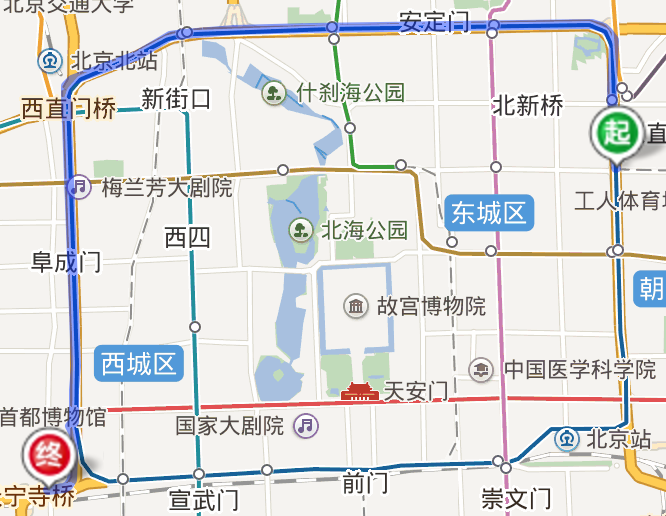 北京交通大学
安定门
北京北站
新街口
什刹海公园
北新桥
西直门桥
起
直
梅兰芳大剧院
工人体育场
东城区
西四
北海公园
阜成门
朝
故宫博物院
西城区
中国医学科学院
天安门
首都博物馆
国家大剧院
北京站
终
宁寺桥
前门
宣武门
崇文门